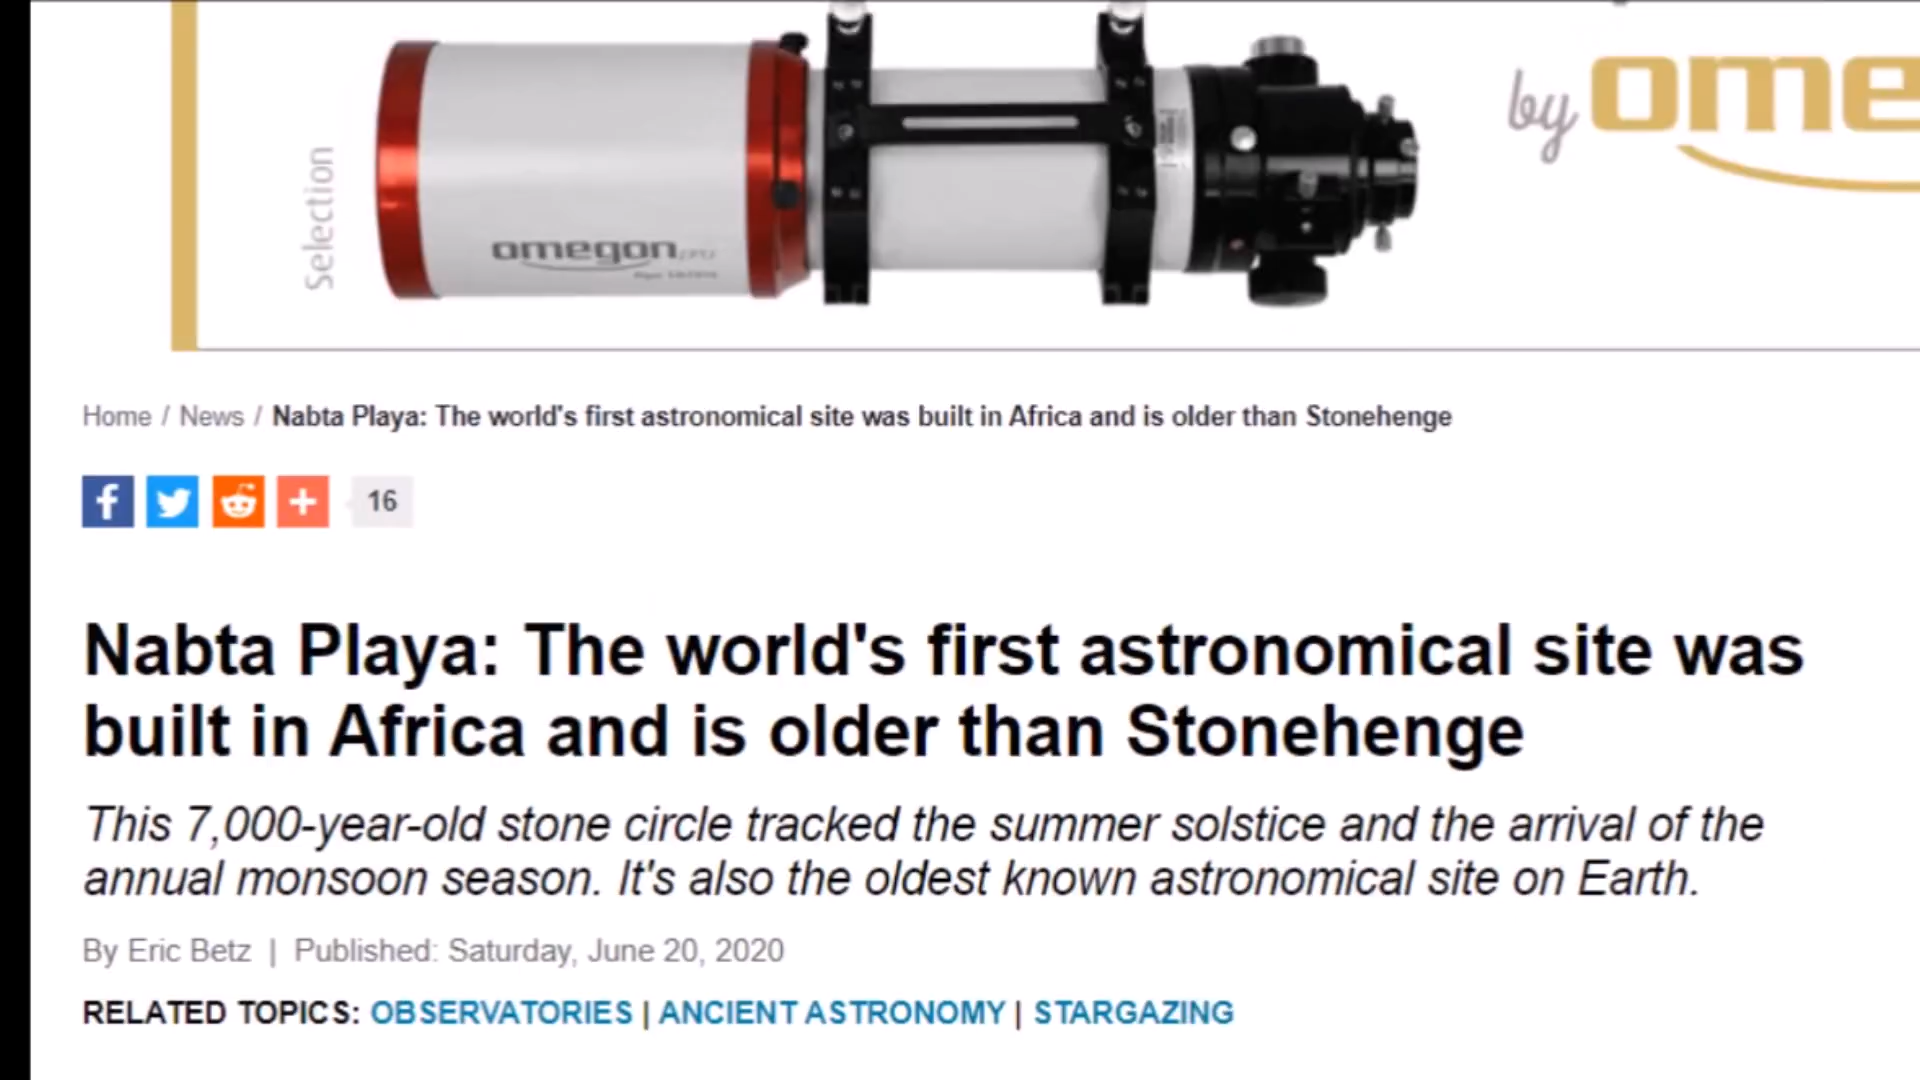 Selection
omegon
by ome
Home / News / Nabta Playa: The world's first astronomical site was built in Africa and is older than Stonehenge
16
Nabta Playa: The world's first astronomical site was
built in Africa and is older than Stonehenge
This 7,000-year-old stone circle tracked the summer solstice and the arrival of the
annual monsoon season. It's also the oldest known astronomical site on Earth.
By Eric Betz | Published: Saturday, June 20, 2020
RELATED TOPICS: OBSERVATORIES | ANCIENT ASTRONOMY | STARGAZING